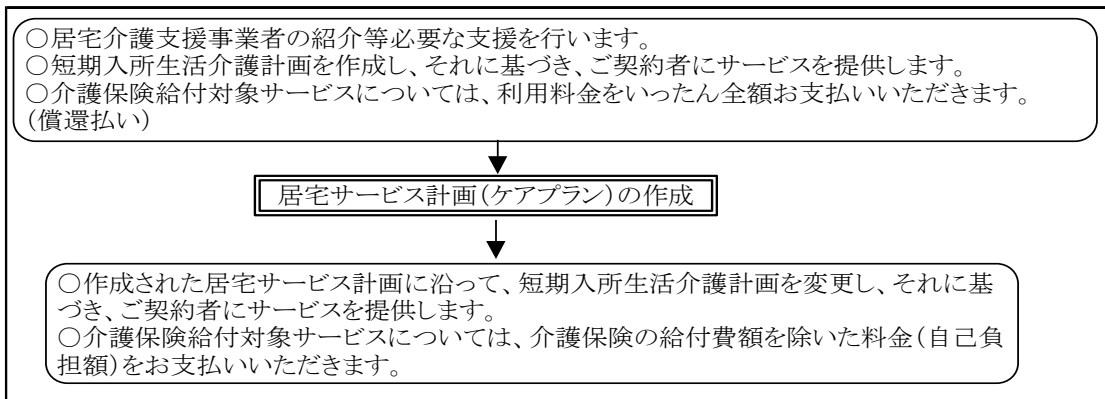 ○居宅介護支援事業者の紹介等必要な支援を行います。
○短期入所生活介護計画を作成し、それに基づき、ご契約者にサービスを提供します。
○介護保険給付対象サービスについては、利用料金をいったん全額お支払いいただきます。
(償還払い)
居宅サービス計画(ケアプラン)の作成
○作成された居宅サービス計画に沿って、短期入所生活介護計画を変更し、それに基
づき、ご契約者にサービスを提供します。
○介護保険給付対象サービスについては、介護保険の給付費額を除いた料金(自己負
担額)をお支払いいただきます。